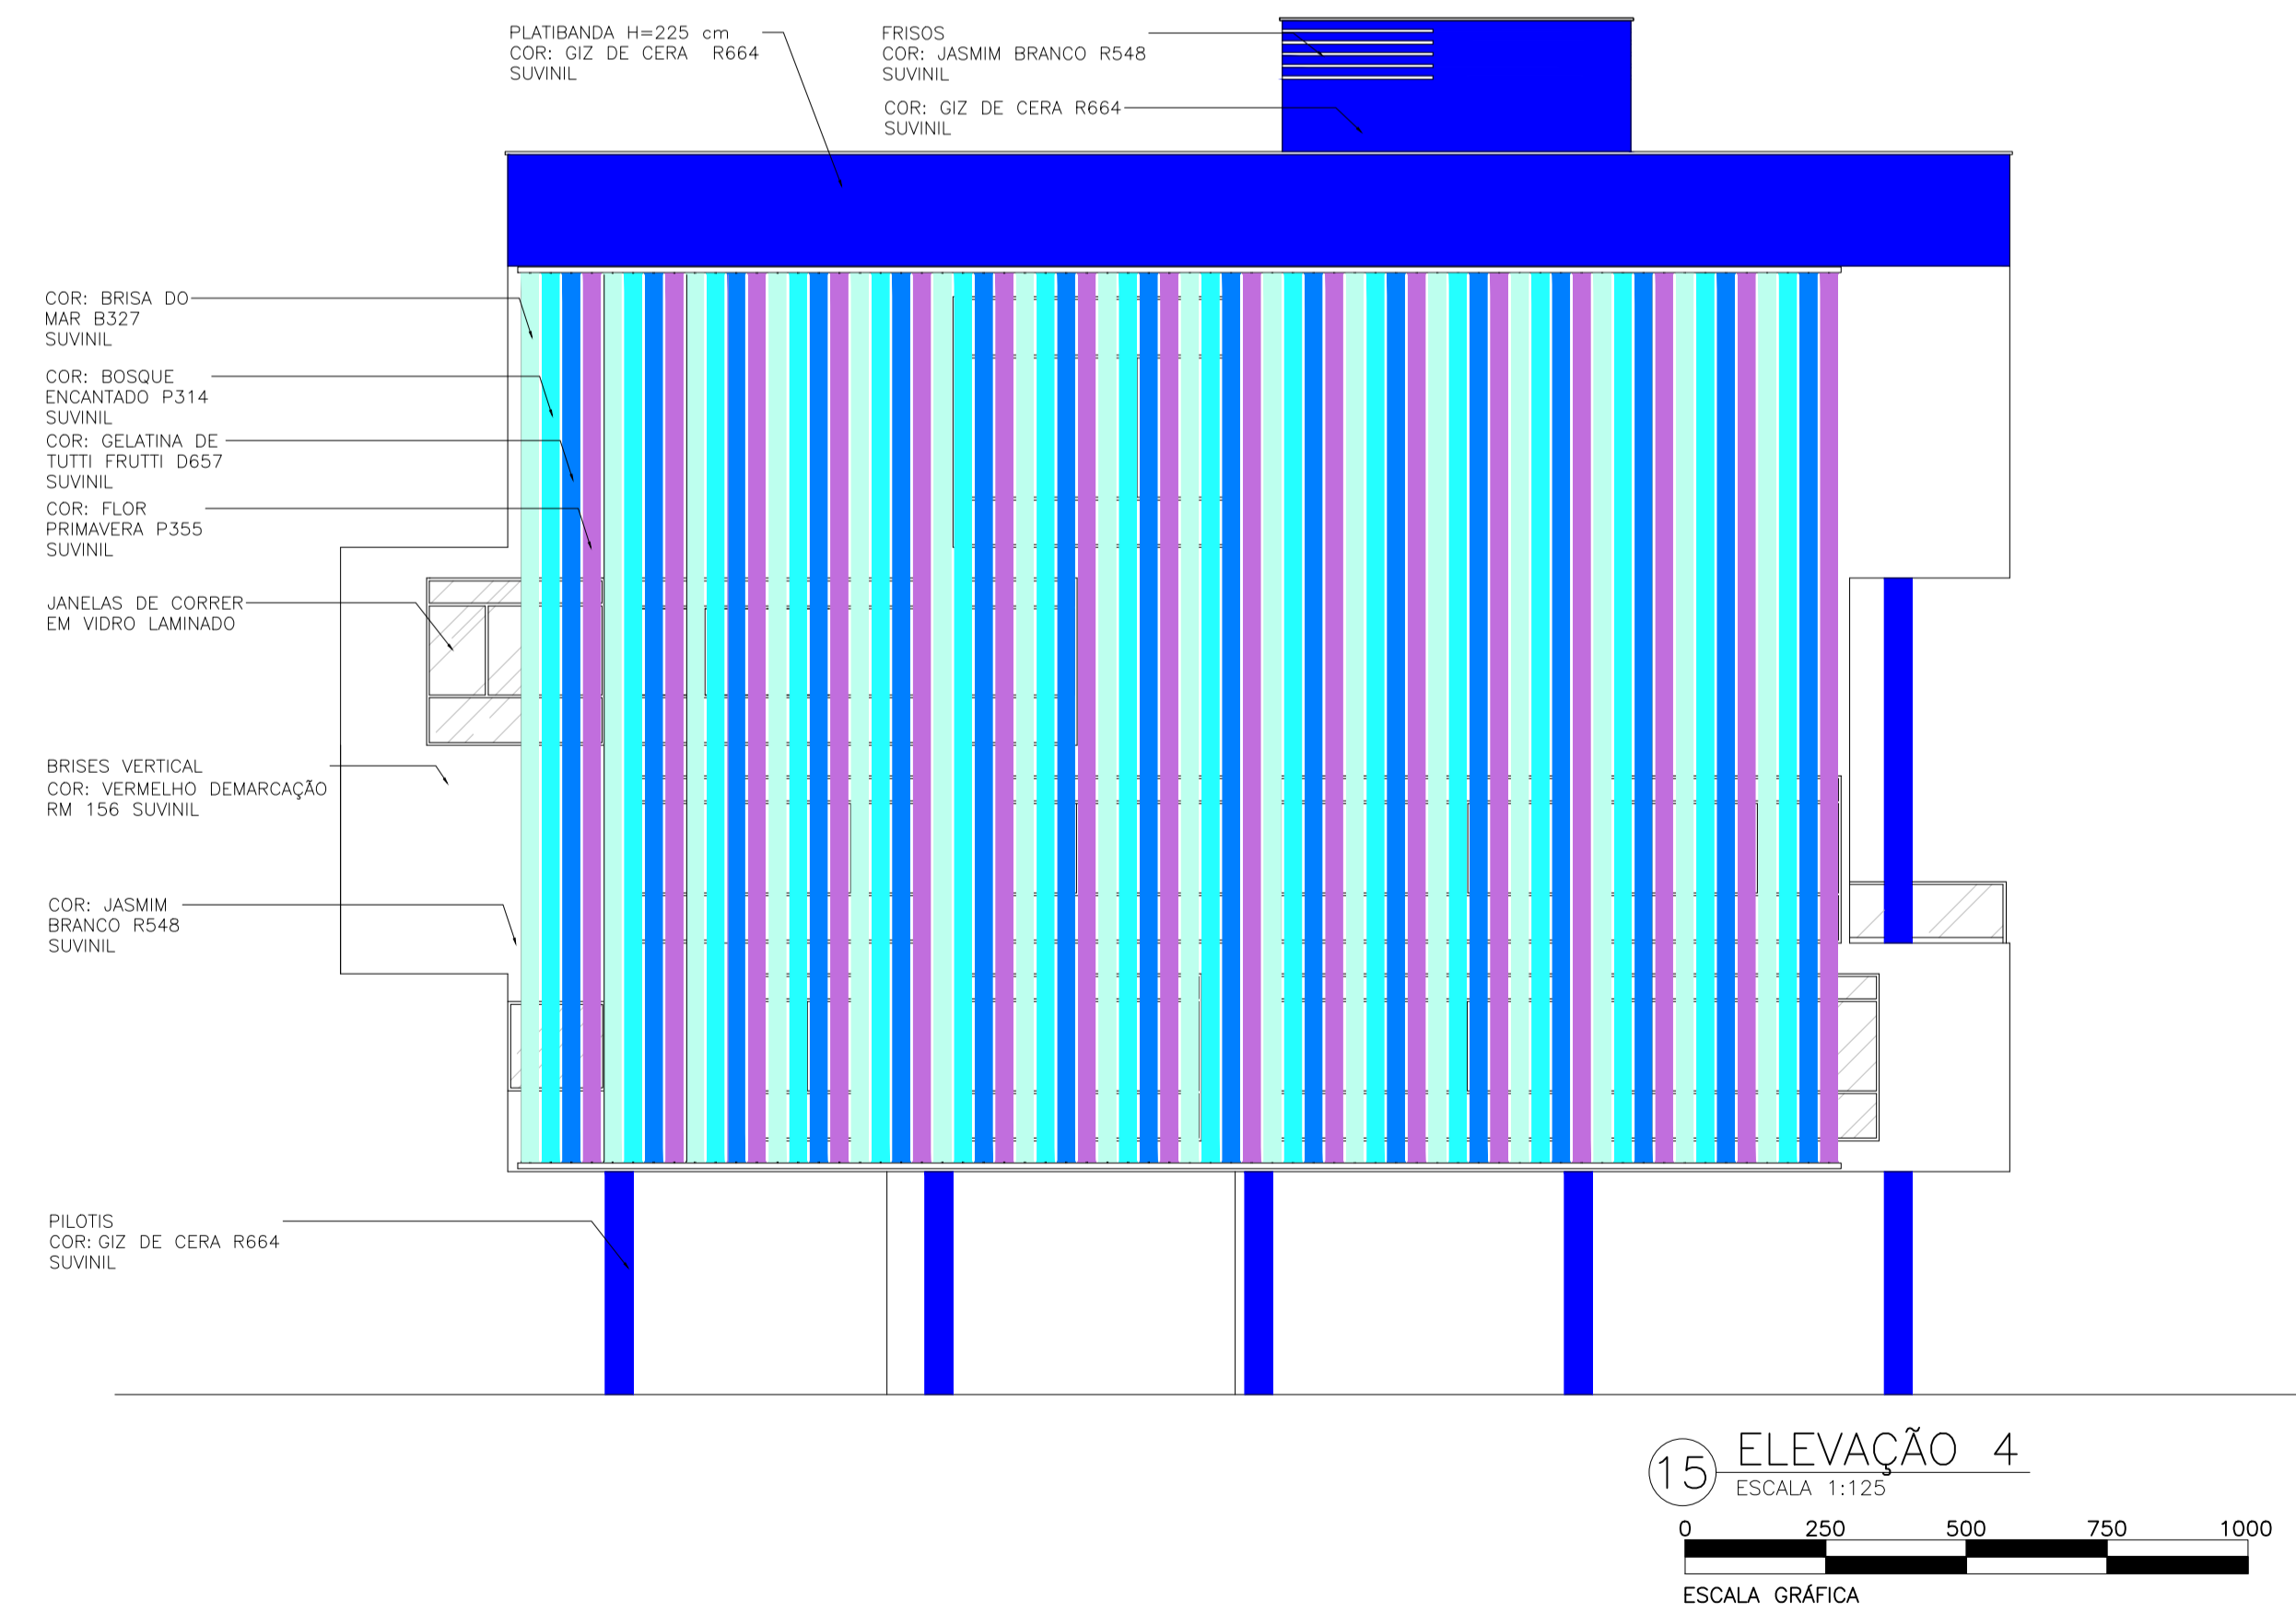 PLATIBANDA H=225 cm
COR: GIZ DE CERA R664
SUVINIL
FRISOS
COR: JASMIM BRANCO R548
SUVINIL
COR: GIZ DE CERA R664
SUVINIL
COR: BRISA DO
MAR B327
SUVINIL
COR: BOSQUE
ENCANTADO P314
SUVINIL
COR: GELATINA DE
TUTTI FRUTTI D657
SUVINIL
COR: FLOR
PRIMAVERA P355
SUVINIL
JANELAS DE CORRER
EM VIDRO LAMINADO
BRISES VERTICAL
COR: VERMELHO DEMARCAÇÃO
RM 156 SUVINIL
COR: JASMIM
BRANCO R548
SUVINIL
PILOTIS
COR: GIZ DE CERA R664
SUVINIL
15 ELEVAÇÃO 4
ESCALA 1:125
0 250 500 750 1000
ESCALA GRÁFICA